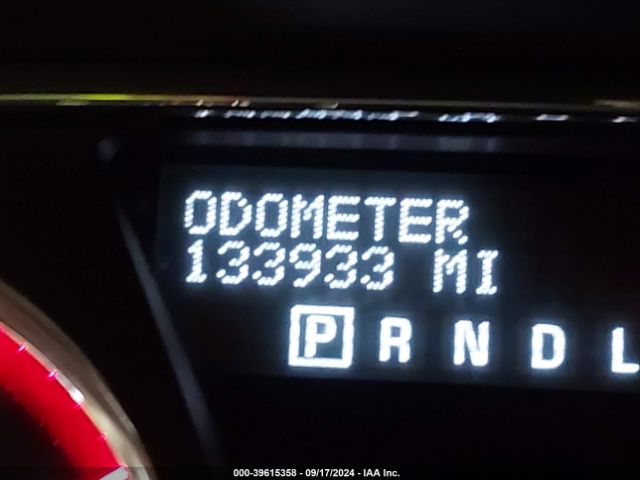 ODOMETER
133933 MI
P R N D L
000-39615358 - 09/17/2024 - IAA Inc.